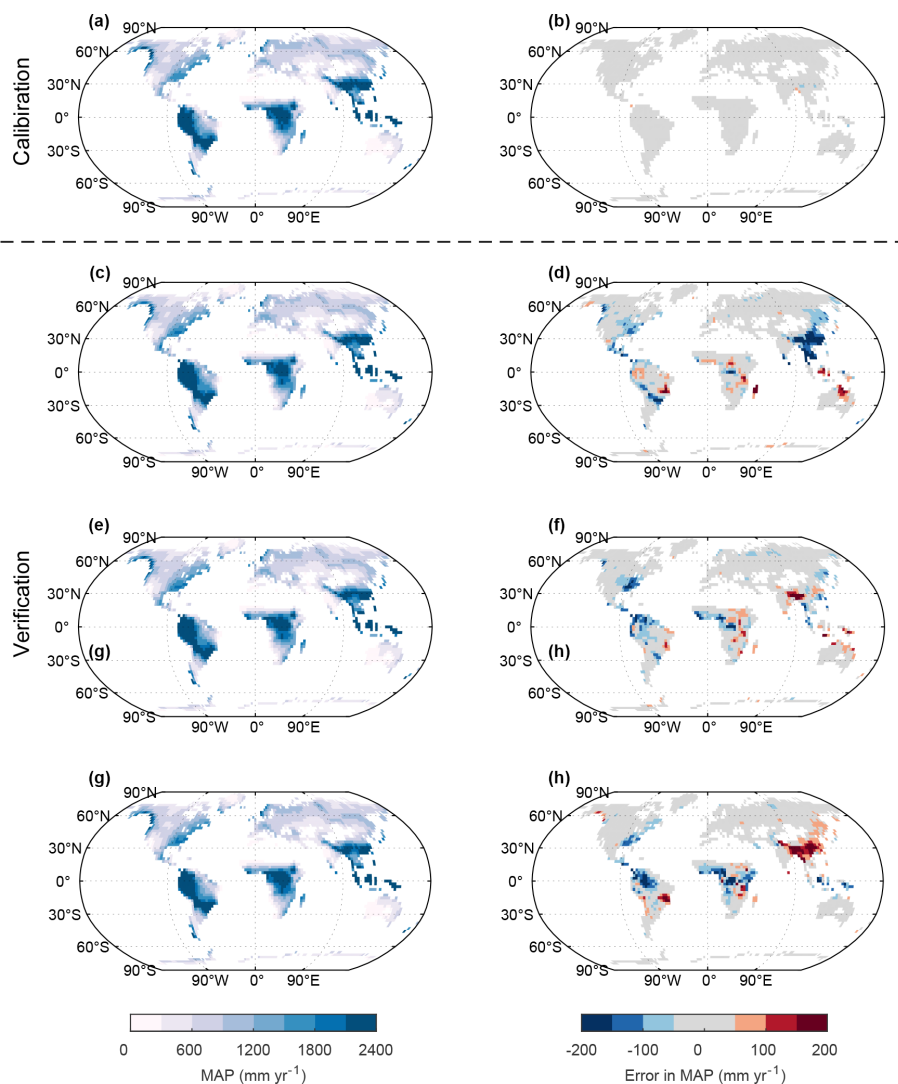 (a) (b)
90°N 90°N
60°N 60°N
30°N 30°N
0° 0°
30°S 30°S
60°S 60°S
90°S 90°S
90°W 0° 90°E 90°W 0° 90°E
Calibiration
(c) (d)
90°N 90°N
60°N 60°N
30°N 30°N
0° 0°
30°S 30°S
60°S 60°S
90°S 90°S
90°W 0° 90°E 90°W 0° 90°E
(e) (f)
90°N 90°N
60°N 60°N
30°N 30°N
0° 0°
(g) (h)
30°S 30°S
60°S 60°S
90°S 90°S
90°W 0° 90°E 90°W 0° 90°E
Verification
(g) (h)
90°N 90°N
60°N 60°N
30°N 30°N
0° 0°
30°S 30°S
60°S 60°S
90°S 90°S
90°W 0° 90°E 90°W 0° 90°E
0 600 1200 1800 2400 -200 -100 0 100 200
MAP (mm yr⁻¹) Error in MAP (mm yr⁻¹)